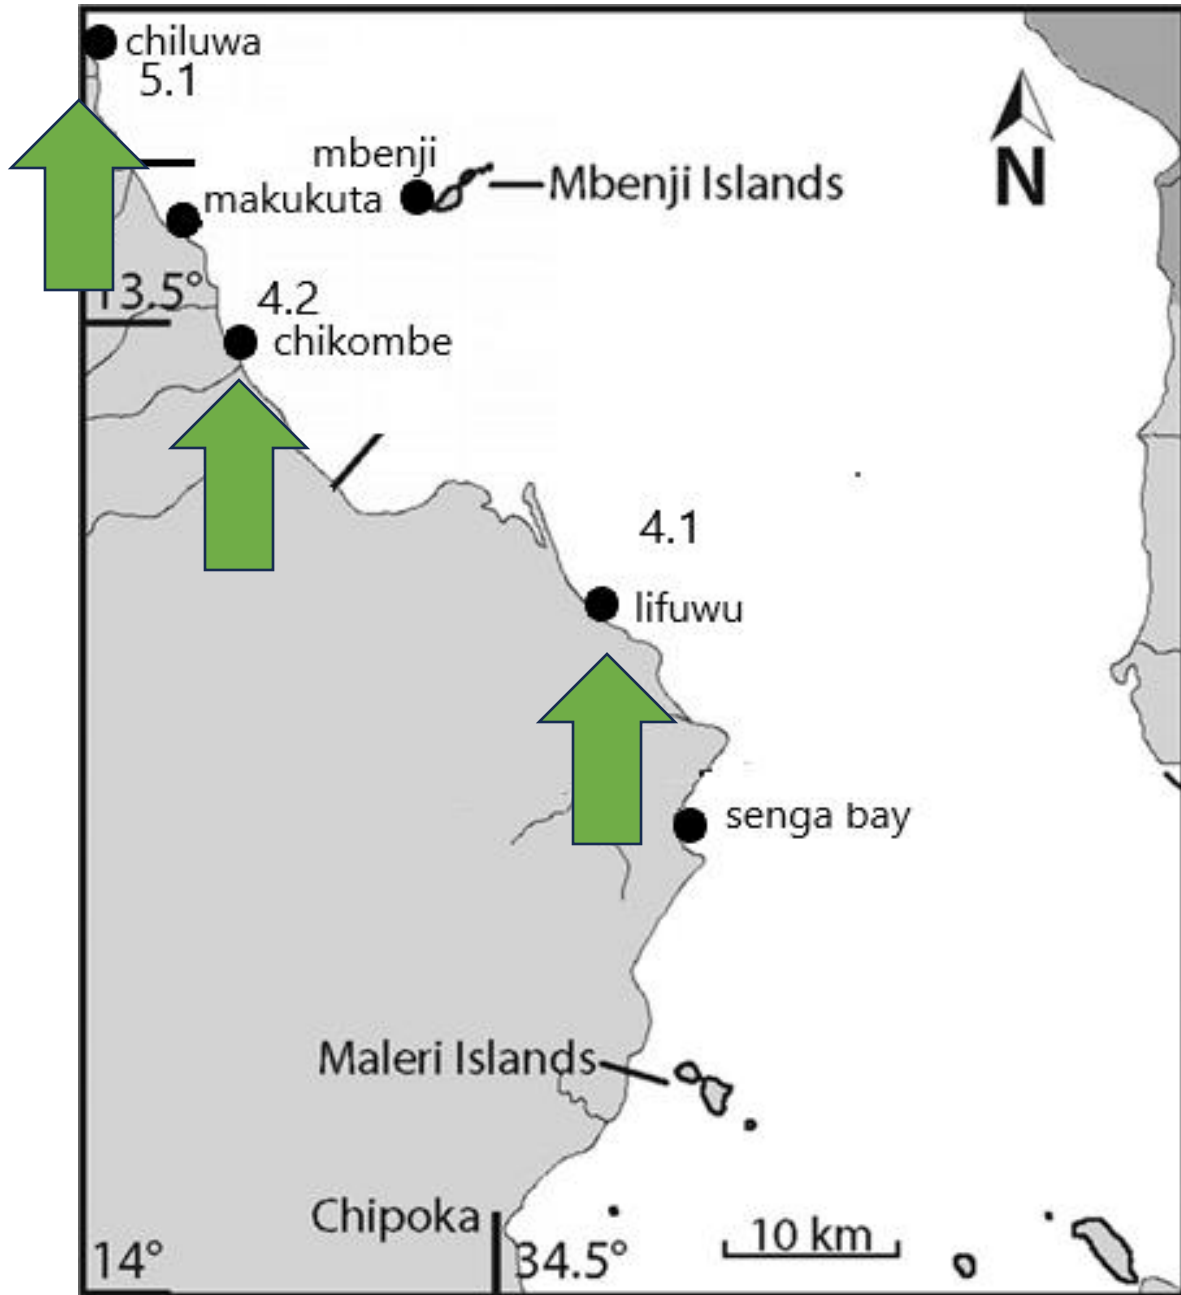 chiluwa
5.1
mbenji
Mbenji Islands
N
makukuta
13.5°
4.2
chikombe
4.1
lifuwu
senga bay
Maleri Islands
Chipoka
10 km
14°
34.5°